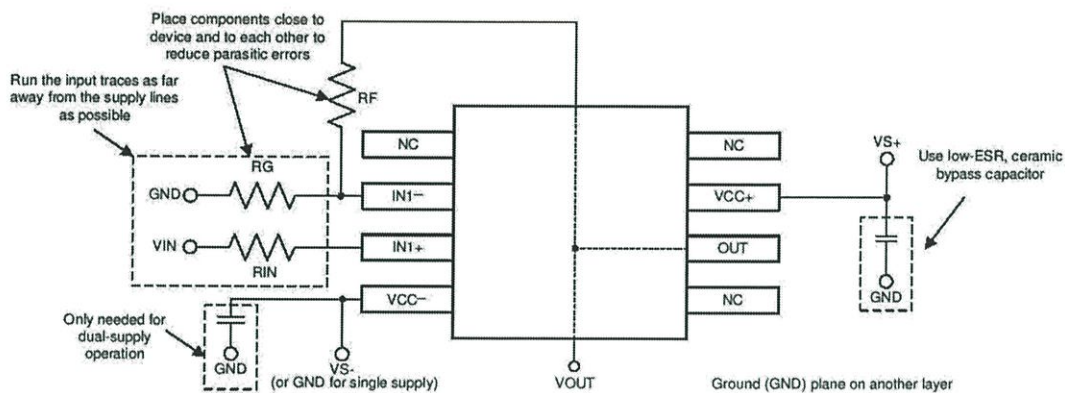 Place components close to
device and to each other to
reduce parasitic errors
Run the input traces as far
away from the supply lines
as possible
RF
NC
NC
VS+
Use low-ESR, ceramic
bypass capacitor
RG
GND
IN1−
VCC+
VIN
IN1+
OUT
RIN
VCC−
NC
GND
Only needed for
dual-supply
operation
GND
VS-
(or GND for single supply)
VOUT
Ground (GND) plane on another layer